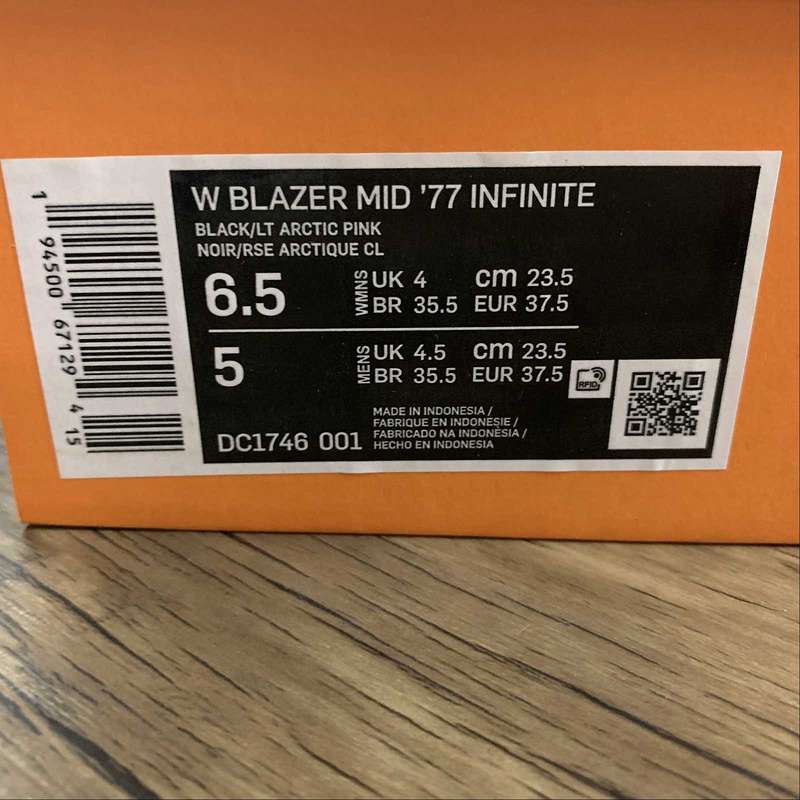 W BLAZER MID '77 INFINITE
BLACK/LT ARCTIC PINK
NOIR/RSE ARCTIQUE CL
6.5 WMNS UK 4 cm 23.5
BR 35.5 EUR 37.5
5 MENS UK 4.5 cm 23.5
BR 35.5 EUR 37.5
RFID
DC1746 001
MADE IN INDONESIA /
FABRIQUE EN INDONESIE /
FABRICADO NA INDONÉSIA /
HECHO EN INDONESIA
1 94500 67129 4 15